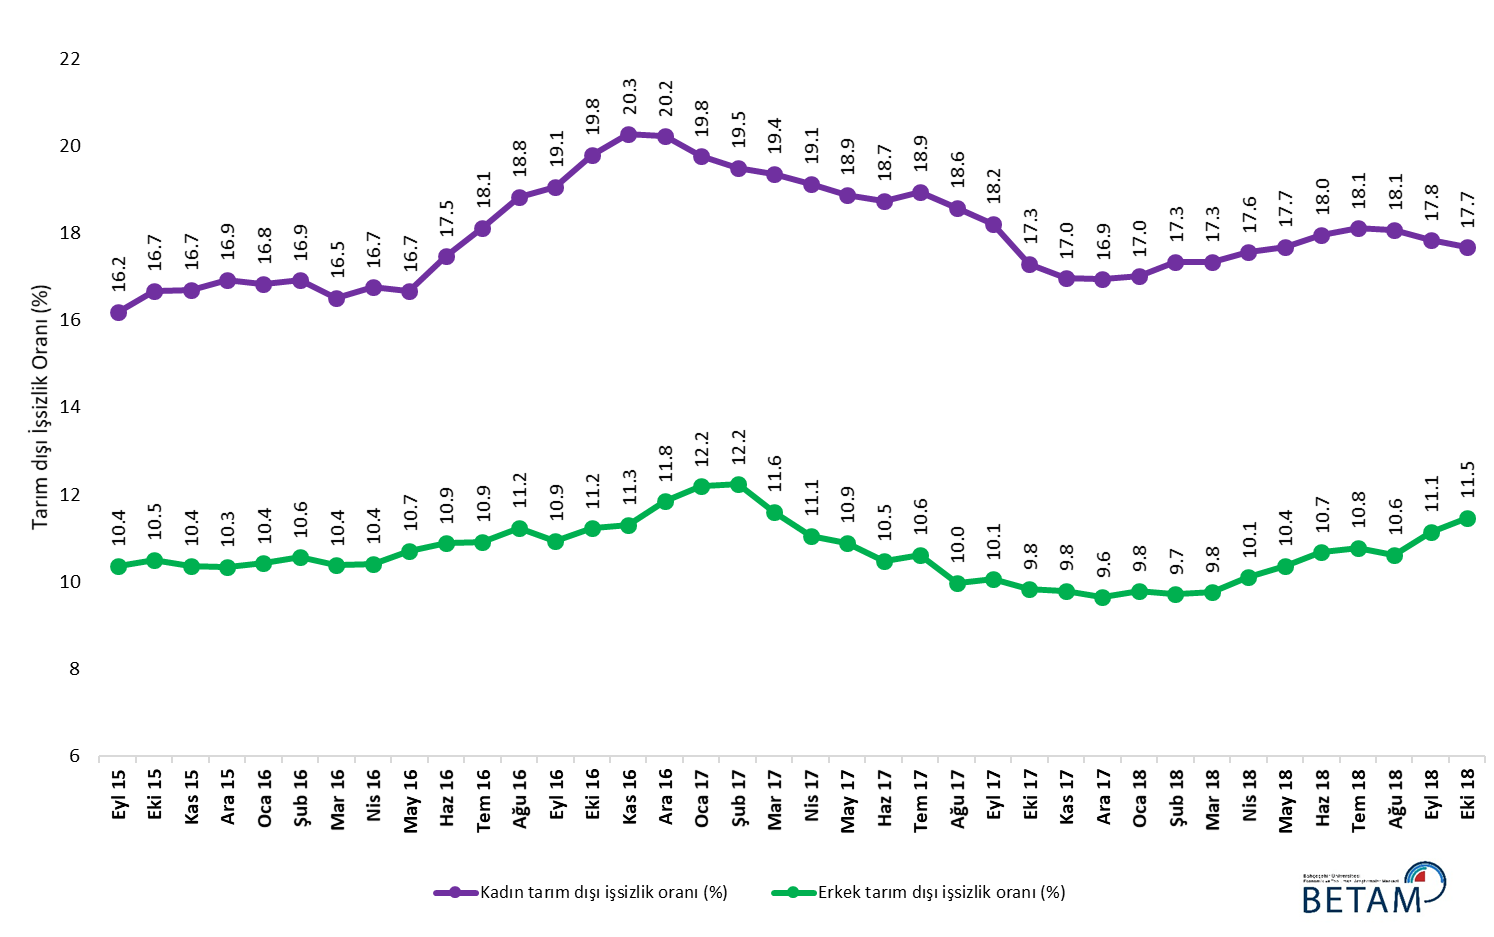 22
20
18
16
14
12
10
8
6
Tarım dışı İşsizlik Oranı (%)
16.2 16.7 16.7 16.9 16.8 16.9 16.5 16.7 16.7 17.5 18.1 18.8 19.1 19.8 20.3 20.2 19.8 19.5 19.4 19.1 18.9 18.7 18.9 18.6 18.2 17.3 17.0 16.9 17.0 17.3 17.3 17.6 17.7 18.0 18.1 18.1 17.8 17.7
10.4 10.5 10.4 10.3 10.4 10.6 10.4 10.4 10.7 10.9 10.9 11.2 10.9 11.2 11.3 11.8 12.2 12.2 11.6 11.1 10.9 10.5 10.6 10.0 10.1 9.8 9.8 9.6 9.8 9.7 9.8 10.1 10.4 10.7 10.8 10.6 11.1 11.5
Eyl 15 Eki 15 Kas 15 Ara 15 Oca 16 Şub 16 Mar 16 Nis 16 May 16 Haz 16 Tem 16 Ağu 16 Eyl 16 Eki 16 Kas 16 Ara 16 Oca 17 Şub 17 Mar 17 Nis 17 May 17 Haz 17 Tem 17 Ağu 17 Eyl 17 Eki 17 Kas 17 Ara 17 Oca 18 Şub 18 Mar 18 Nis 18 May 18 Haz 18 Tem 18 Ağu 18 Eyl 18 Eki 18
Kadın tarım dışı işsizlik oranı (%) Erkek tarım dışı işsizlik oranı (%)
Bahçeşehir Üniversitesi
BETAM